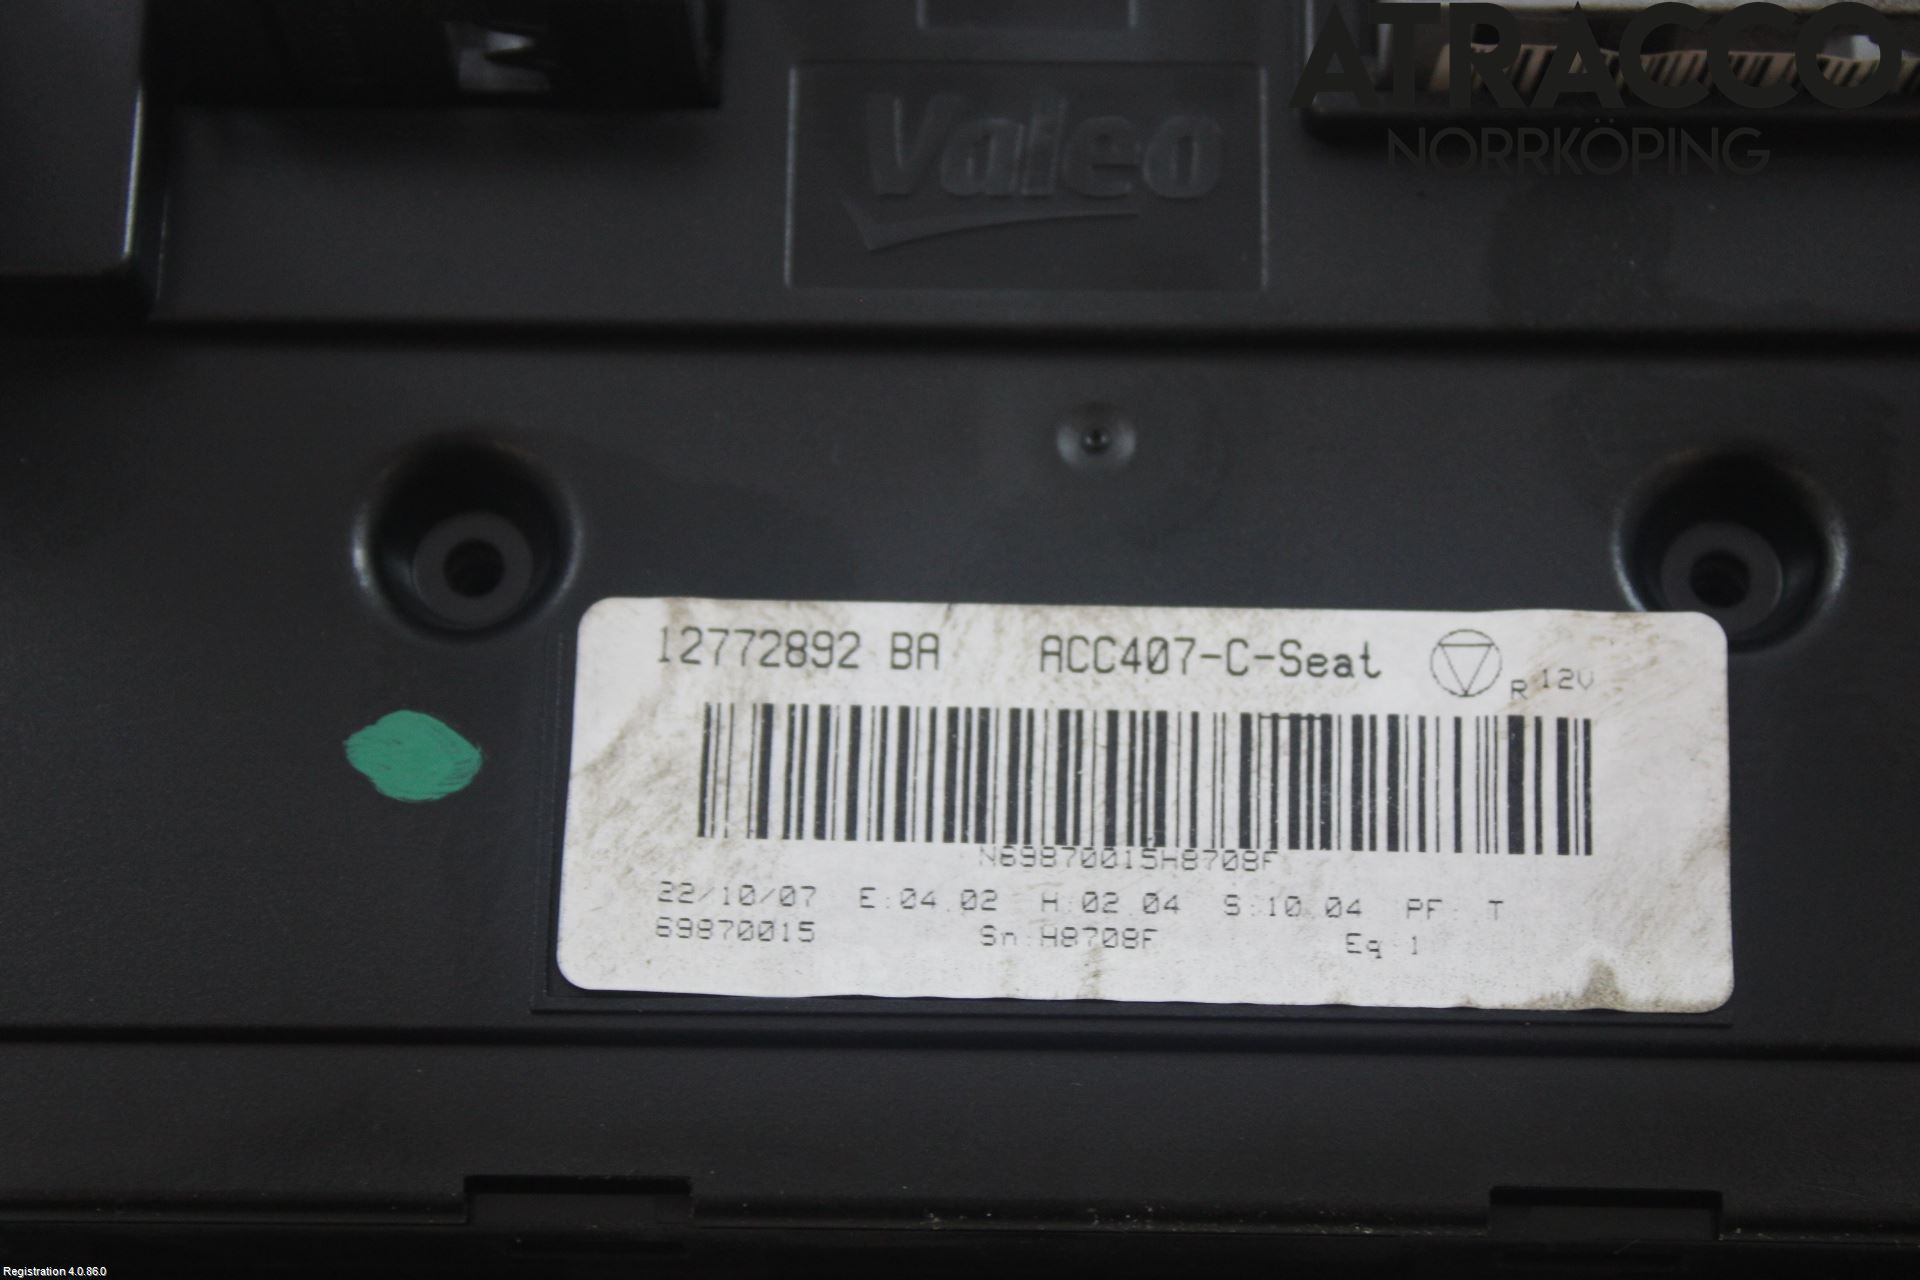 ATRACCO
NORRKÖPING
Valeo
12772892 BA ACC407-C-Seat R 12V
N69870015H8708F
22/10/07 E:04.02 H:02.04 S:10.04 PF: T
69870015 Sn:H8708F Eq:1
Registration 4.0.86.0